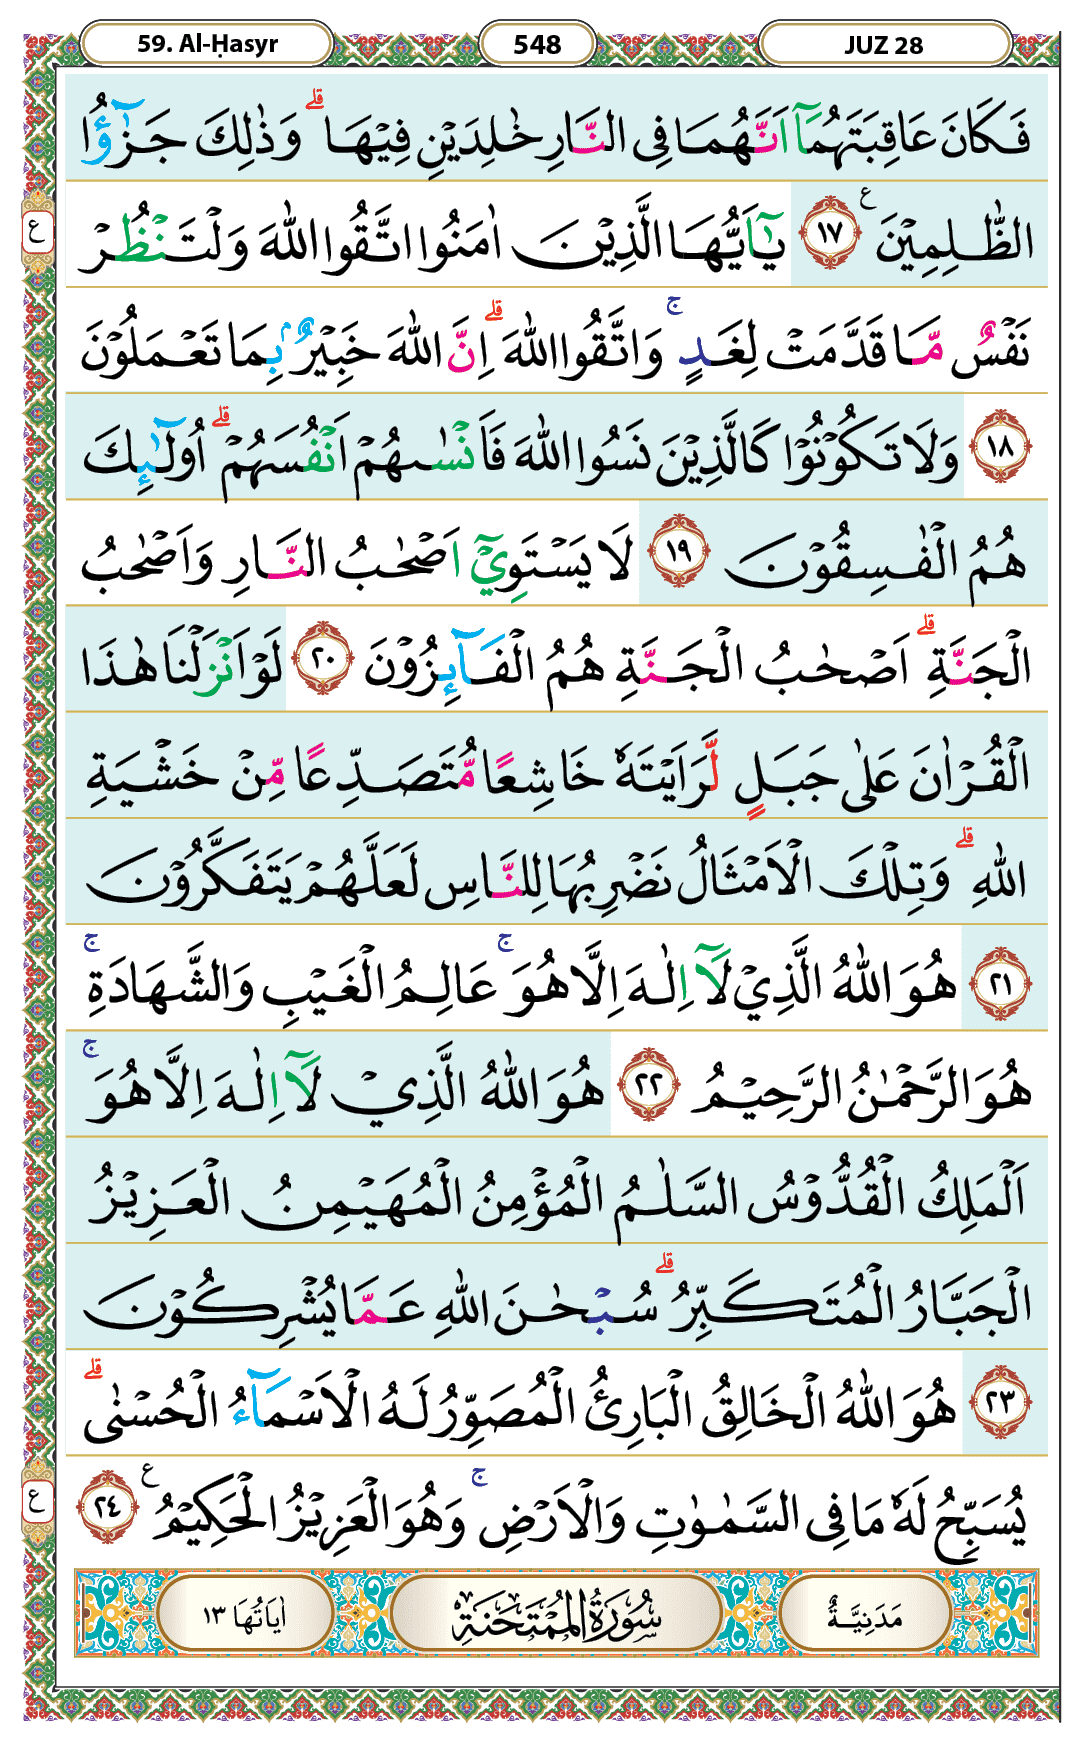 59. Al-Ḥasyr 548 JUZ 28
فَكَانَ عَاقِبَتَهُمَآ اَنَّهُمَا فِى النَّارِ خٰلِدَيْنِ فِيْهَا ۗ وَذٰلِكَ جَزٰۤؤُا
الظّٰلِمِيْنَ ࣖ ١٧ يٰٓاَيُّهَا الَّذِيْنَ اٰمَنُوا اتَّقُوا اللّٰهَ وَلْتَنْظُرْ
نَفْسٌ مَّا قَدَّمَتْ لِغَدٍ ۚ وَاتَّقُوا اللّٰهَ ۗ اِنَّ اللّٰهَ خَبِيْرٌ ۢ بِمَا تَعْمَلُوْنَ
١٨ وَلَا تَكُوْنُوْا كَالَّذِيْنَ نَسُوا اللّٰهَ فَاَنْسٰىهُمْ اَنْفُسَهُمْ ۗ اُولٰۤىِٕكَ
هُمُ الْفٰسِقُوْنَ ١٩ لَا يَسْتَوِيْٓ اَصْحٰبُ النَّارِ وَاَصْحٰبُ
الْجَنَّةِ ۗ اَصْحٰبُ الْجَنَّةِ هُمُ الْفَاۤىِٕزُوْنَ ٢٠ لَوْ اَنْزَلْنَا هٰذَا
الْقُرْاٰنَ عَلٰى جَبَلٍ لَّرَاَيْتَهٗ خَاشِعًا مُّتَصَدِّعًا مِّنْ خَشْيَةِ
اللّٰهِ ۗ وَتِلْكَ الْاَمْثَالُ نَضْرِبُهَا لِلنَّاسِ لَعَلَّهُمْ يَتَفَكَّرُوْنَ
٢١ هُوَ اللّٰهُ الَّذِيْ لَآ اِلٰهَ اِلَّا هُوَ ۚ عَالِمُ الْغَيْبِ وَالشَّهَادَةِ ۚ
هُوَ الرَّحْمٰنُ الرَّحِيْمُ ٢٢ هُوَ اللّٰهُ الَّذِيْ لَآ اِلٰهَ اِلَّا هُوَ ۚ
اَلْمَلِكُ الْقُدُّوْسُ السَّلٰمُ الْمُؤْمِنُ الْمُهَيْمِنُ الْعَزِيْزُ
الْجَبَّارُ الْمُتَكَبِّرُ ۗ سُبْحٰنَ اللّٰهِ عَمَّا يُشْرِكُوْنَ
٢٣ هُوَ اللّٰهُ الْخَالِقُ الْبَارِئُ الْمُصَوِّرُ لَهُ الْاَسْمَاۤءُ الْحُسْنٰى ۗ
يُسَبِّحُ لَهٗ مَا فِى السَّمٰوٰتِ وَالْاَرْضِ ۚ وَهُوَ الْعَزِيْزُ الْحَكِيْمُ ࣖ ٢٤
مَدَنِيَّةٌ سُوْرَةُ الْمُمْتَحَنَةِ اٰيَاتُهَا ١٣
ع
ع